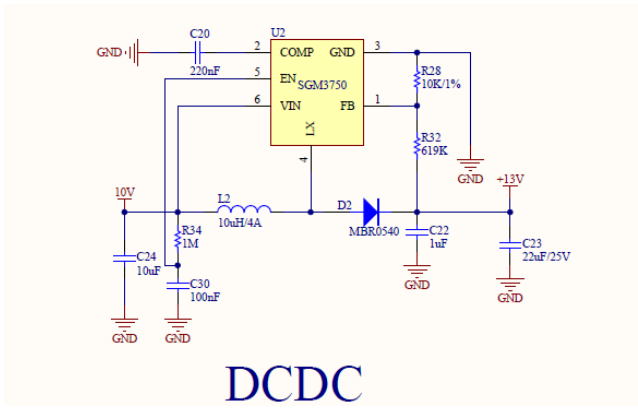 U2
C20
GND
220nF
2
COMP
GND
3
5
EN
SGM3750
6
VIN
FB
1
LX
4
R28
10K/1%
R32
619K
GND
+13V
10V
L2
10uH/4A
D2
MBR0540
R34
1M
C22
1uF
C24
10uF
C23
22uF/25V
C30
100nF
GND
GND
GND
GND
DCDC